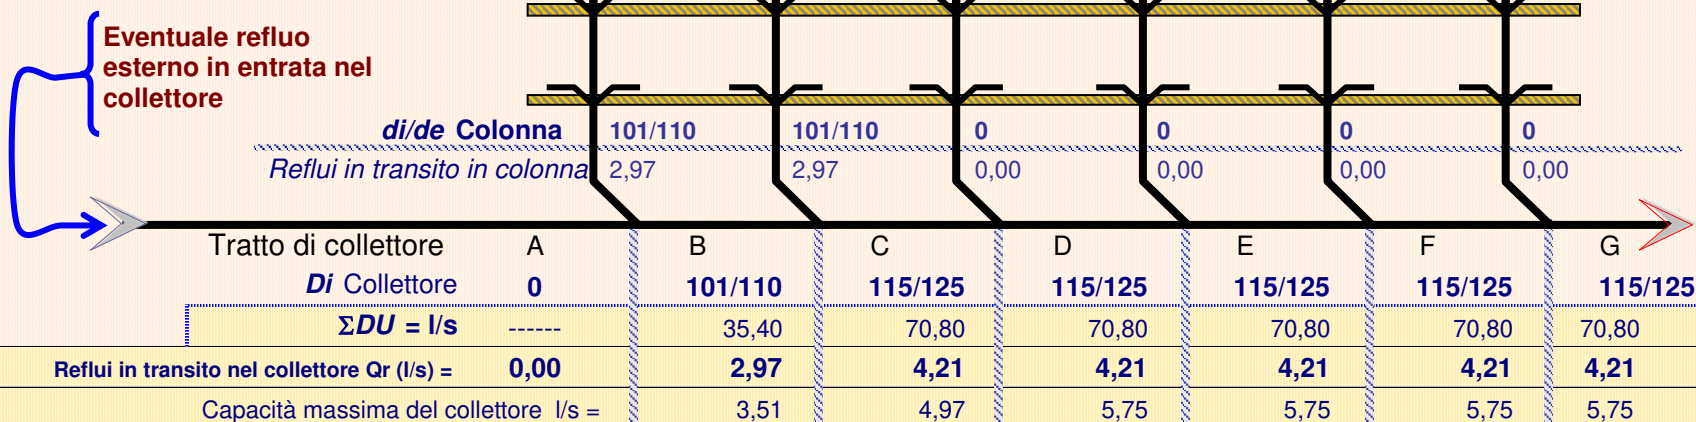 Eventuale refluo
esterno in entrata nel
collettore
di/de Colonna 101/110 101/110 0 0 0 0
Reflui in transito in colonna 2,97 2,97 0,00 0,00 0,00 0,00
Tratto di collettore A B C D E F G
Di Collettore 0 101/110 115/125 115/125 115/125 115/125 115/125
ΣDU = l/s ------ 35,40 70,80 70,80 70,80 70,80 70,80
Reflui in transito nel collettore Qr (l/s) = 0,00 2,97 4,21 4,21 4,21 4,21 4,21
Capacità massima del collettore l/s = 3,51 4,97 5,75 5,75 5,75 5,75